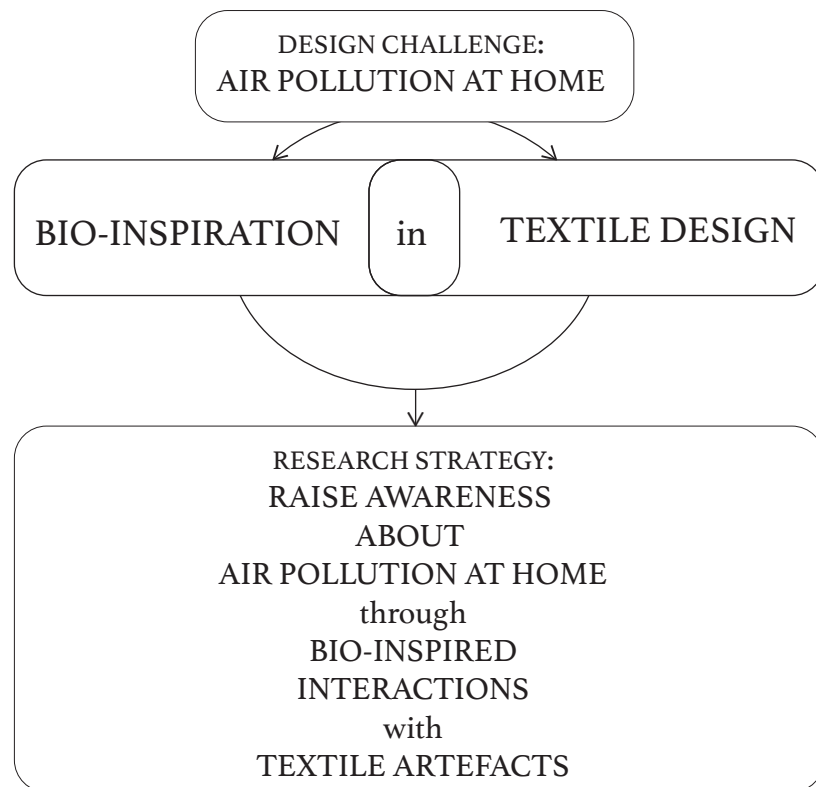 DESIGN CHALLENGE:
AIR POLLUTION AT HOME
BIO-INSPIRATION in TEXTILE DESIGN
RESEARCH STRATEGY:
RAISE AWARENESS
ABOUT
AIR POLLUTION AT HOME
through
BIO-INSPIRED
INTERACTIONS
with
TEXTILE ARTEFACTS